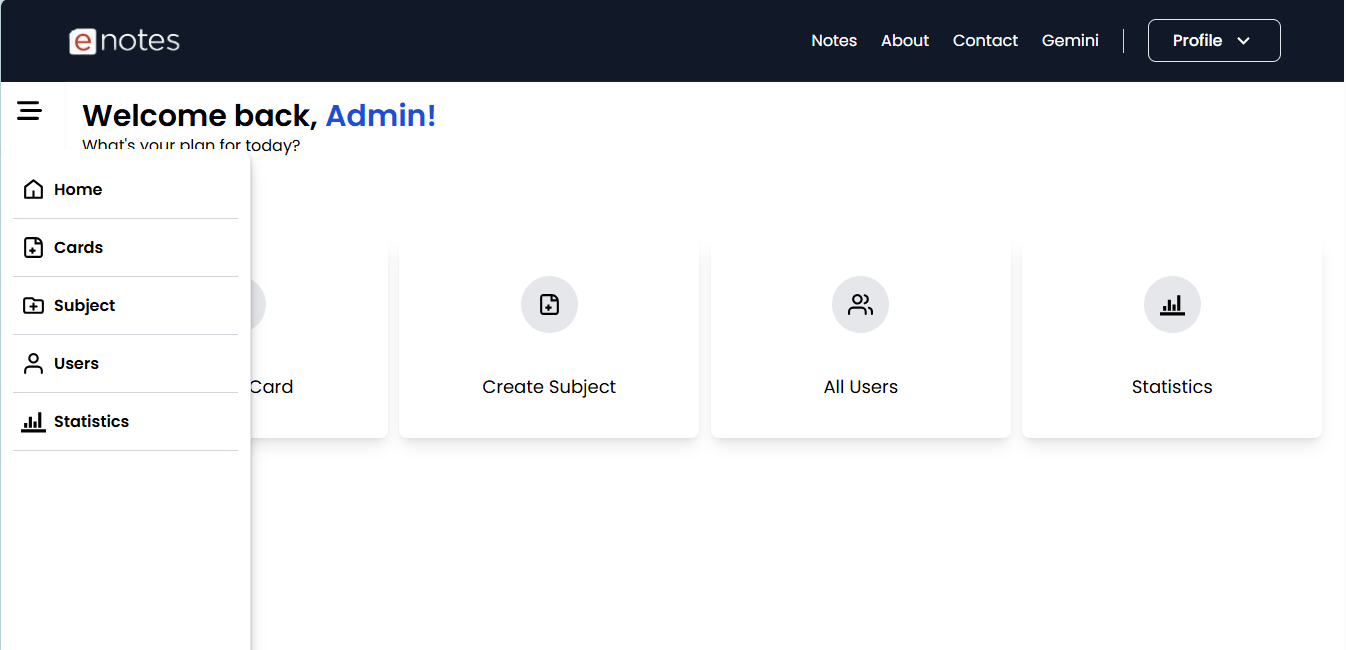 e notes
Notes About Contact Gemini Profile
Welcome back, Admin!
What's your plan for today?
Home
Cards
Subject
Users
Statistics
Card
Create Subject
All Users
Statistics